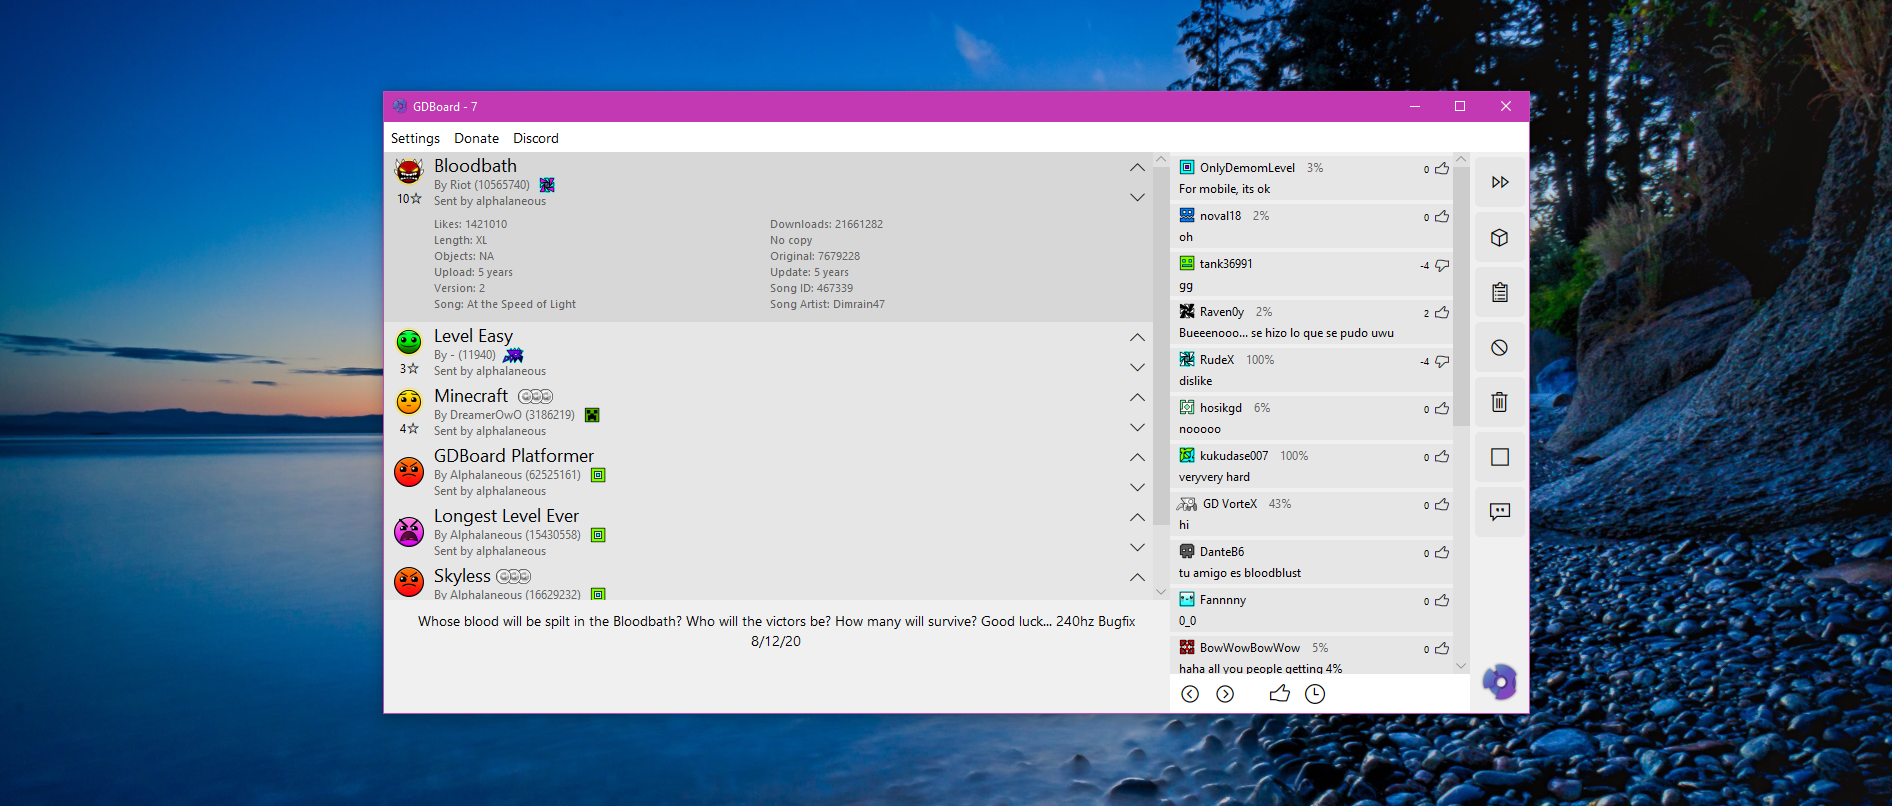 GDBoard - 7
Settings Donate Discord
Bloodbath
By Riot (10565740)
10☆ Sent by alphalaneous
Likes: 1421010 Downloads: 21661282
Length: XL No copy
Objects: NA Original: 7679228
Upload: 5 years Update: 5 years
Version: 2 Song ID: 467339
Song: At the Speed of Light Song Artist: Dimrain47
Level Easy
By - (11940)
3☆ Sent by alphalaneous
Minecraft
By DreamerOwO (3186219)
4☆ Sent by alphalaneous
GDBoard Platformer
By Alphalaneous (62525161)
Sent by alphalaneous
Longest Level Ever
By Alphalaneous (15430558)
Sent by alphalaneous
Skyless
By Alphalaneous (16629232)
Whose blood will be spilt in the Bloodbath? Who will the victors be? How many will survive? Good luck... 240hz Bugfix
8/12/20
OnlyDemomLevel 3% 0
For mobile, its ok
noval18 2% 0
oh
tank36991 -4
gg
Raven0y 2% 2
Bueeenooo... se hizo lo que se pudo uwu
RudeX 100% -4
dislike
hosikgd 6% 0
nooooo
kukudase007 100% 0
veryvery hard
GD VorteX 43% 0
hi
DanteB6 0
tu amigo es bloodblust
Fannnny 0
0_0
BowWowBowWow 5% 0
haha all you people getting 4%